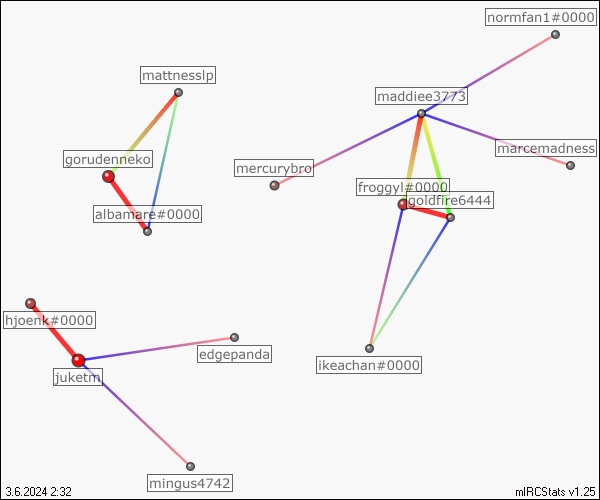 normfan1#0000
mattnesslp
maddiee3773
marcemadness
gorudenneko
mercurybro
froggyl#0000
goldfire6444
albamare#0000
hjoenk#0000
edgepanda
ikeachan#0000
juketm
mingus4742
3.6.2024 2:32
mIRCStats v1.25